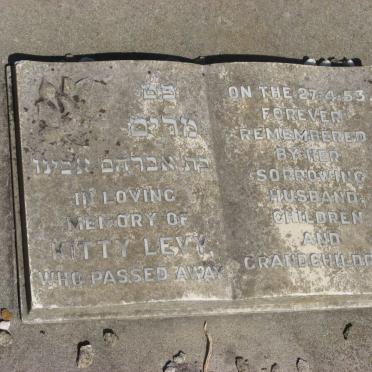 פ״נ
מרים
בת אברהם אבינו
IN LOVING
MEMORY OF
KITTY LEVY,
WHO PASSED AWAY
ON THE 27.4.53.
FOREVER
REMEMBERED
BY HER
SORROWING
HUSBAND,
CHILDREN
AND
GRANDCHILD